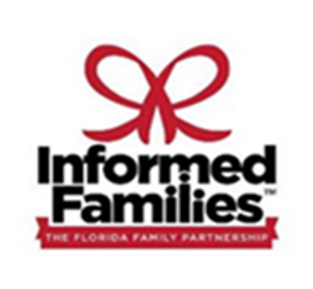 Informed
Families™
THE FLORIDA FAMILY PARTNERSHIP